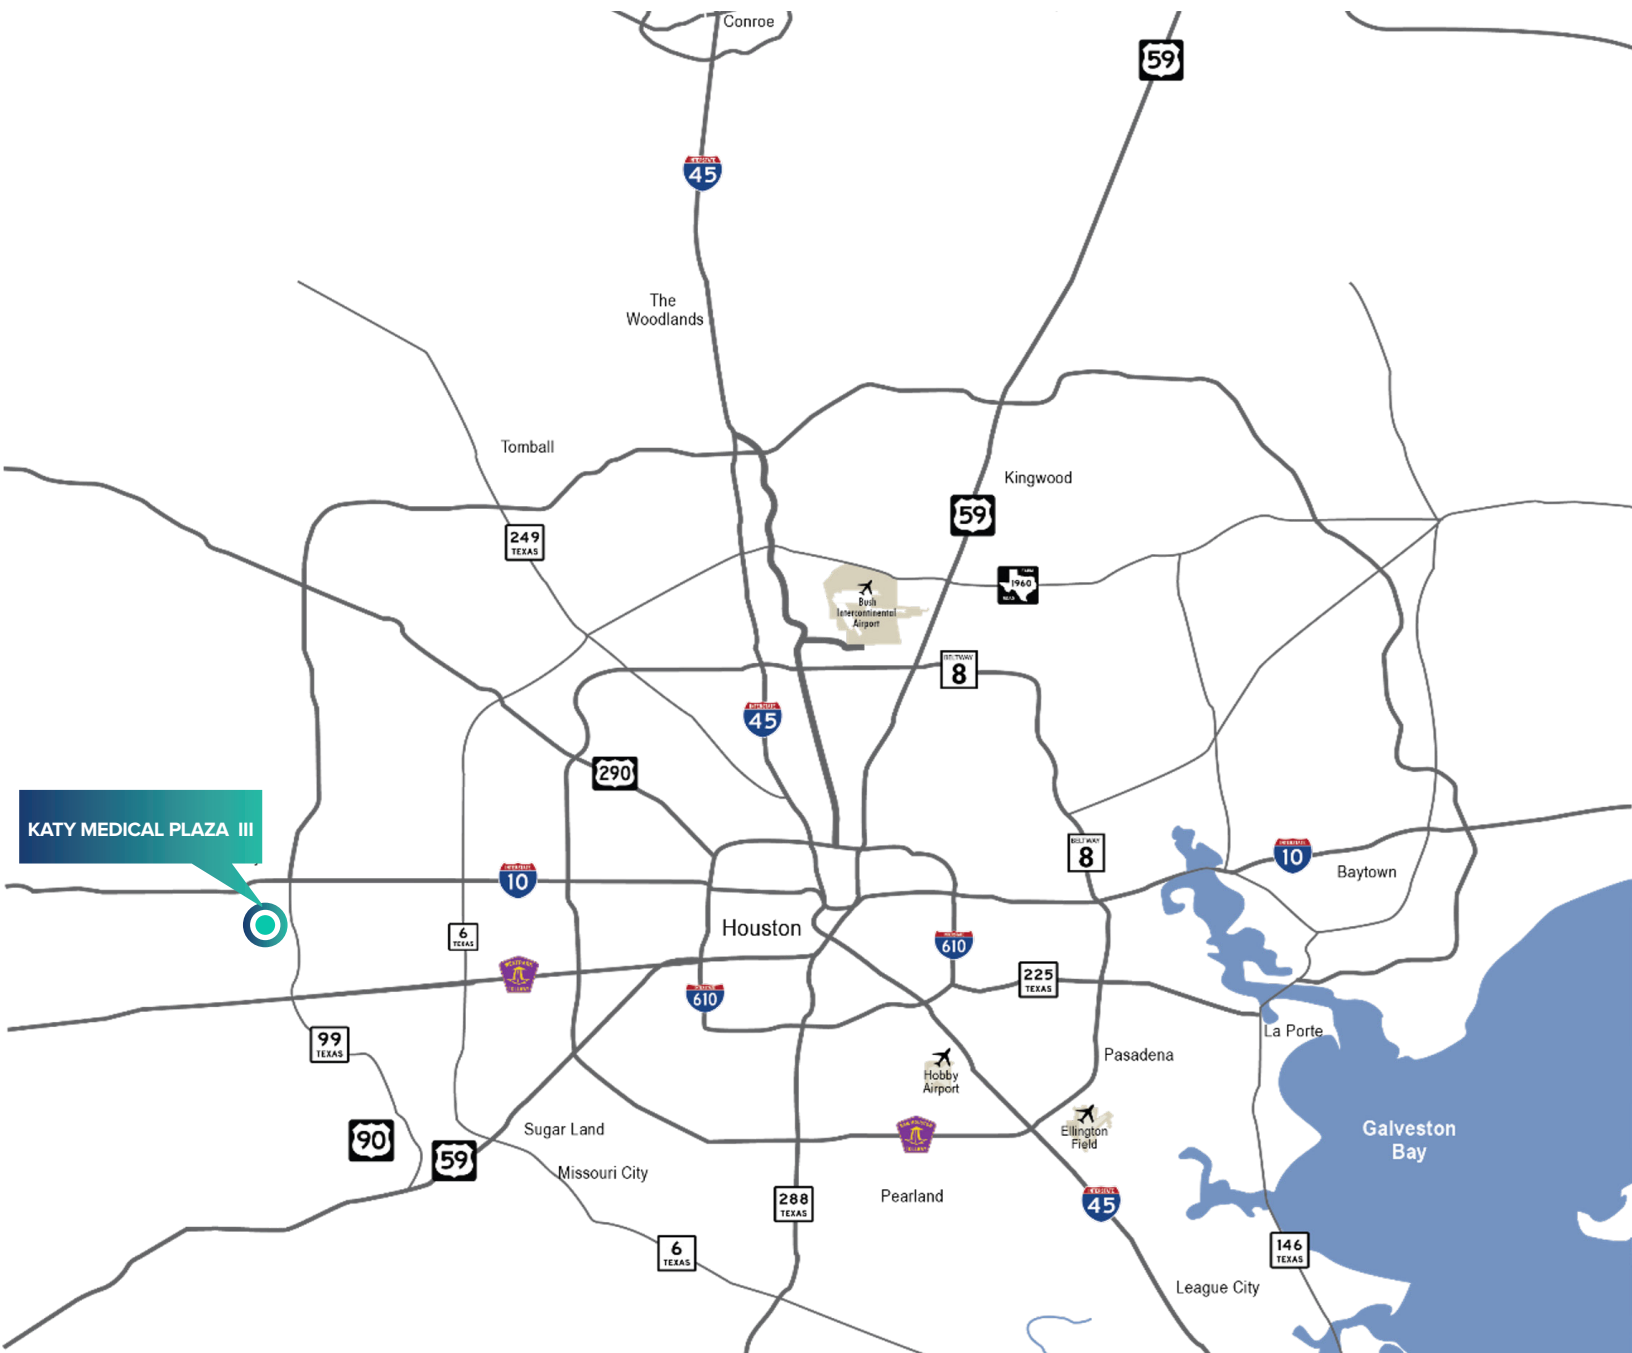 Conroe
59
45
The
Woodlands
Tomball
Kingwood
59
249
TEXAS
1960
Bush
Intercontinental
Airport
BELTWAY
8
45
290
KATY MEDICAL PLAZA III
BELTWAY
8
10
10
Baytown
Houston
6
TEXAS
610
225
TEXAS
610
99
TEXAS
La Porte
Hobby
Airport
Pasadena
Ellington
Field
90
59
Sugar Land
Missouri City
Pearland
Galveston
Bay
288
TEXAS
45
6
TEXAS
146
TEXAS
League City